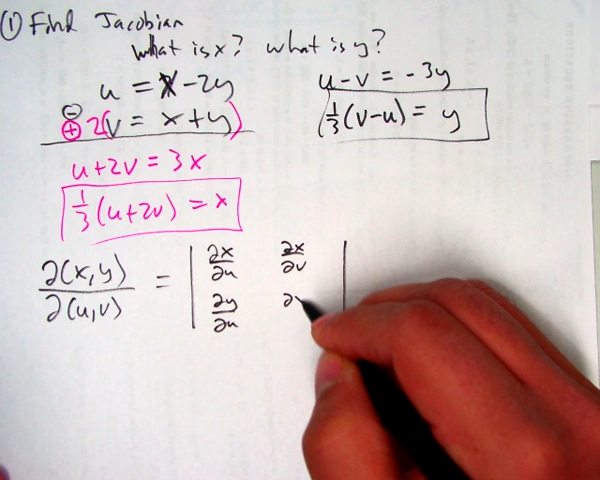 ① Find Jacobian
what is x? what is y?
u = x - 2y
⊖
⊕ 2(v = x + y)
u + 2v = 3x
1/3 (u + 2v) = x
u - v = -3y
1/3 (v - u) = y
∂(x,y)/∂(u,v) = | ∂x/∂u ∂x/∂v
∂y/∂u ∂ |